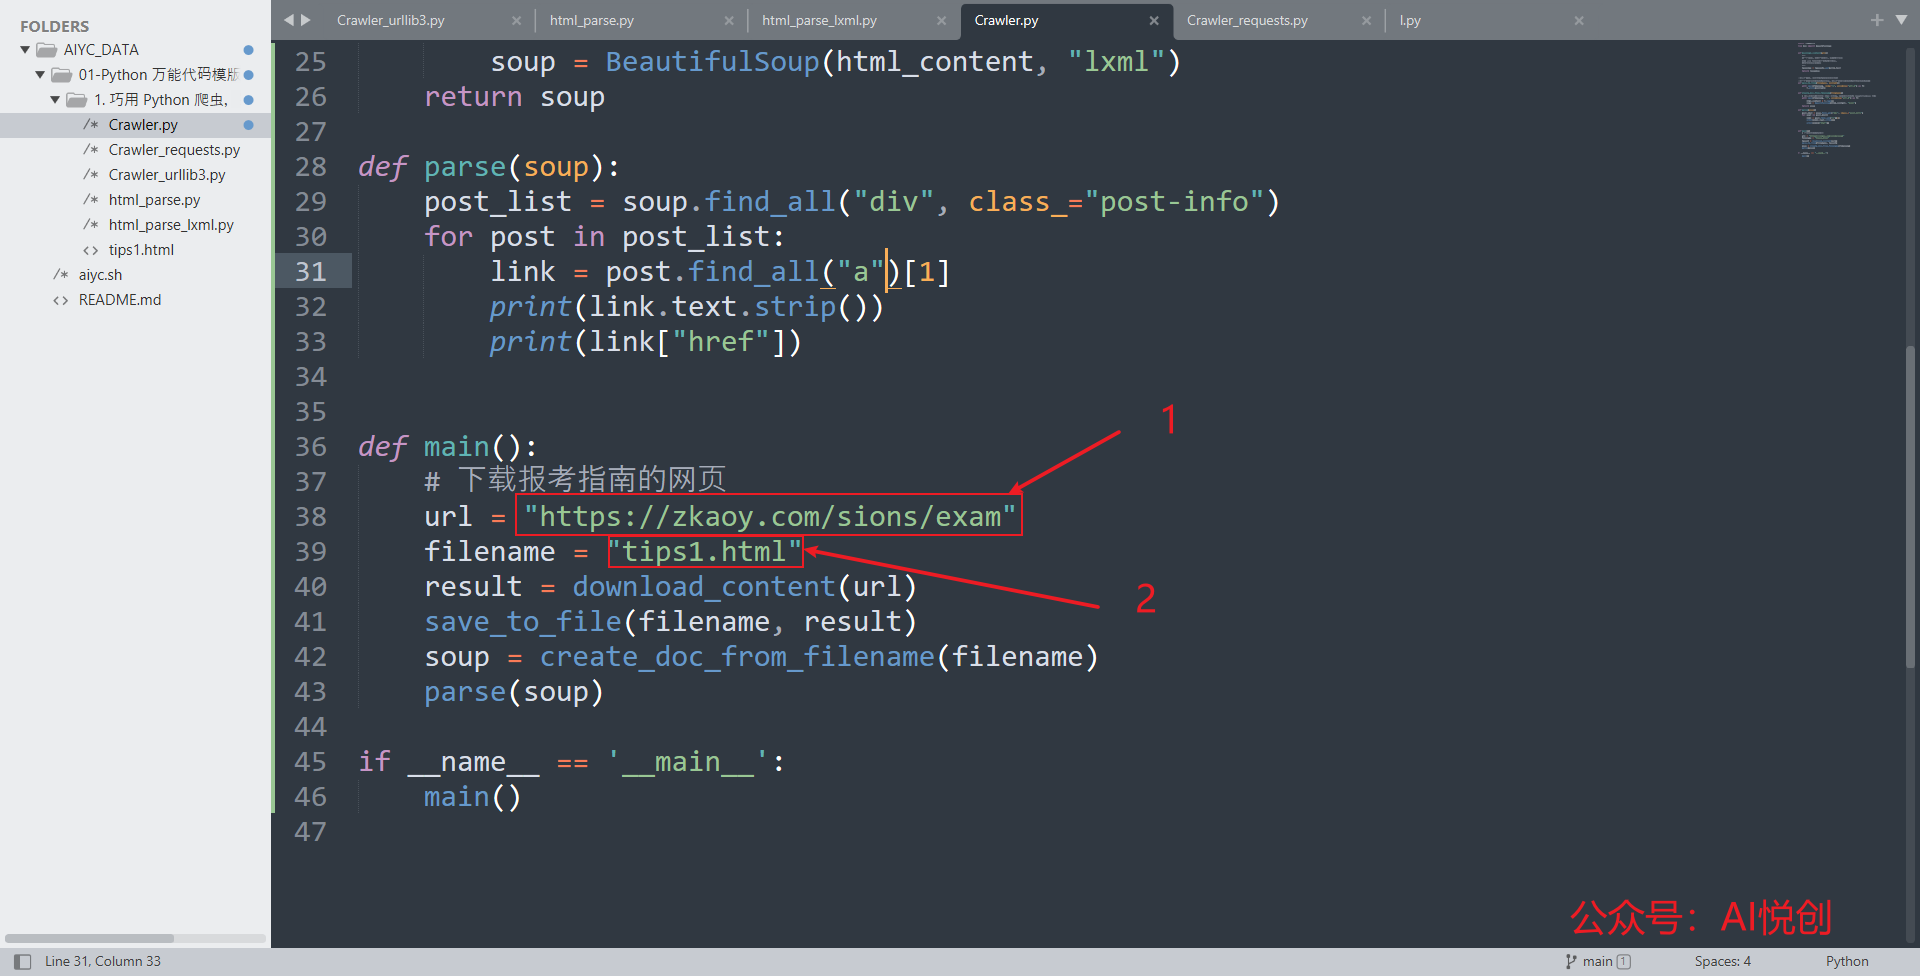 FOLDERS
AIYC_DATA
01-Python 万能代码模版
1. 巧用 Python 爬虫,
/* Crawler.py
/* Crawler_requests.py
/* Crawler_urllib3.py
/* html_parse.py
/* html_parse_lxml.py
<> tips1.html
/* aiyc.sh
<> README.md
Crawler_urllib3.py × html_parse.py × html_parse_lxml.py × Crawler.py × Crawler_requests.py × l.py ×
25 soup = BeautifulSoup(html_content, "lxml")
26 return soup
27
28 def parse(soup):
29 post_list = soup.find_all("div", class_="post-info")
30 for post in post_list:
31 link = post.find_all("a")[1]
32 print(link.text.strip())
33 print(link["href"])
34
35
1
36 def main():
37 # 下载报考指南的网页
38 url = "https://zkaoy.com/sions/exam"
39 filename = "tips1.html"
2
40 result = download_content(url)
41 save_to_file(filename, result)
42 soup = create_doc_from_filename(filename)
43 parse(soup)
44
45 if __name__ == '__main__':
46 main()
47
公众号：AI悦创
Line 31, Column 33
main 1
Spaces: 4
Python